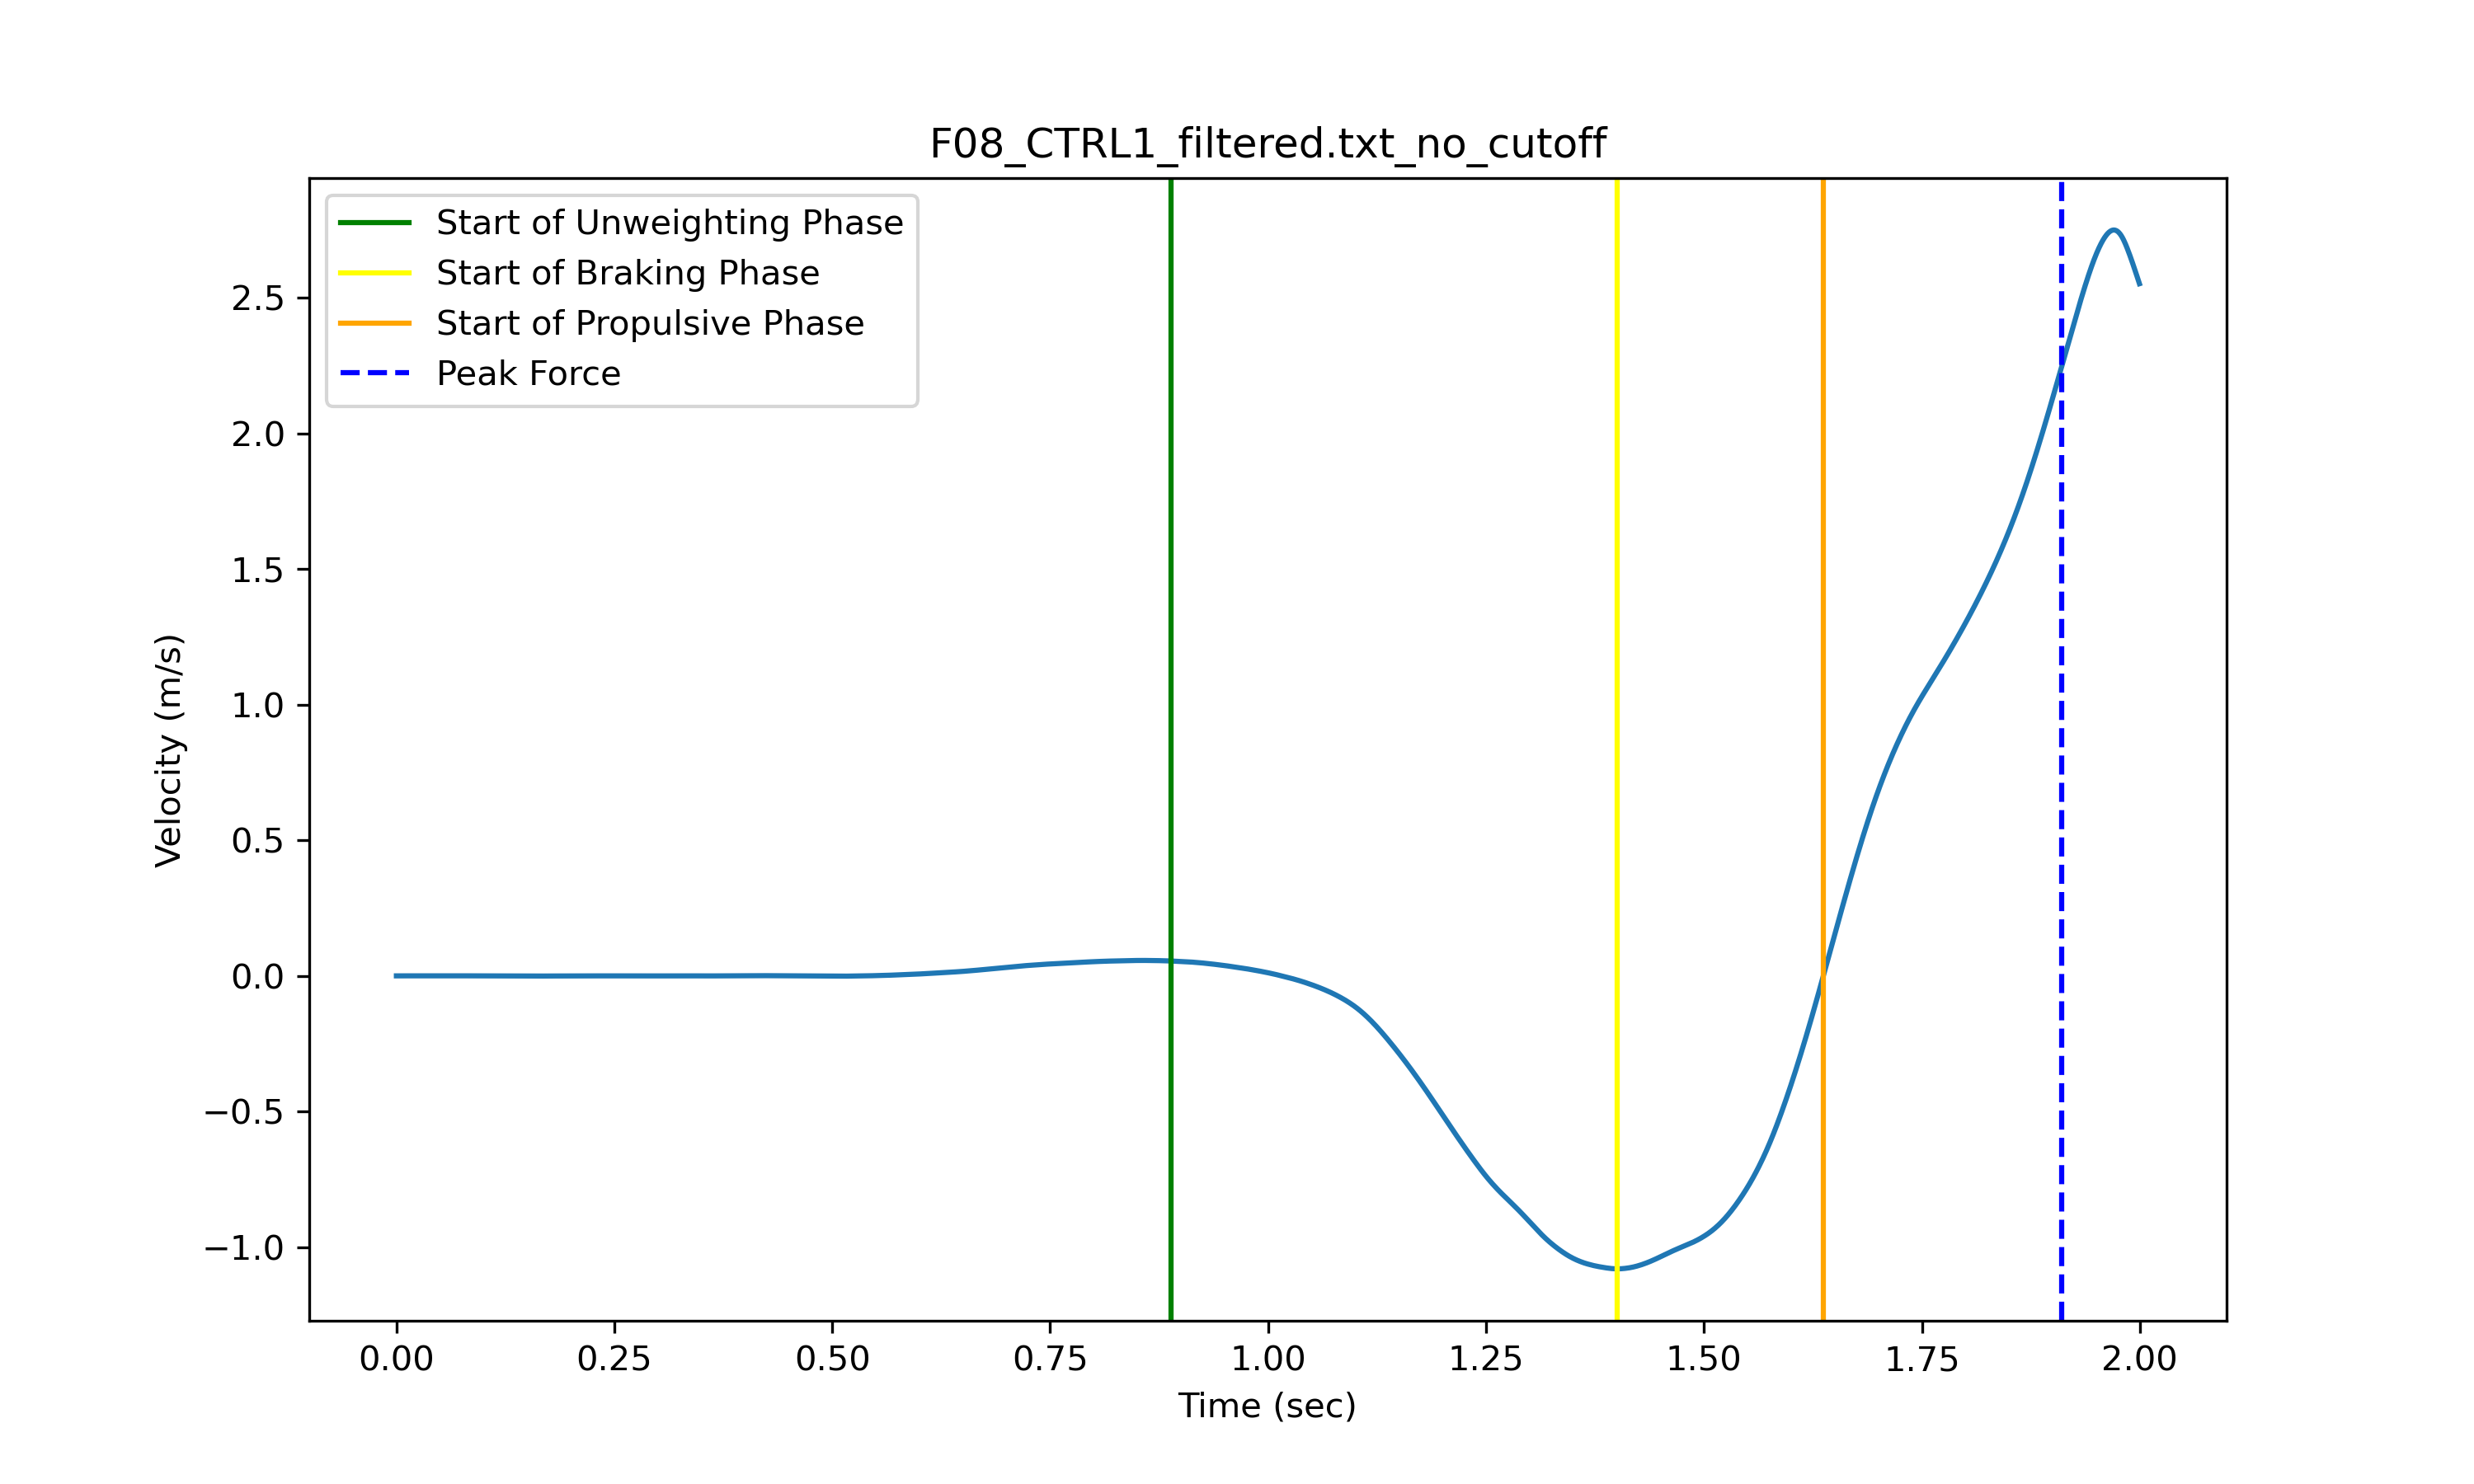 F08_CTRL1_filtered.txt_no_cutoff
Start of Unweighting Phase
Start of Braking Phase
Start of Propulsive Phase
Peak Force
Velocity (m/s)
2.5
2.0
1.5
1.0
0.5
0.0
−0.5
−1.0
0.00 0.25 0.50 0.75 1.00 1.25 1.50 1.75 2.00
Time (sec)